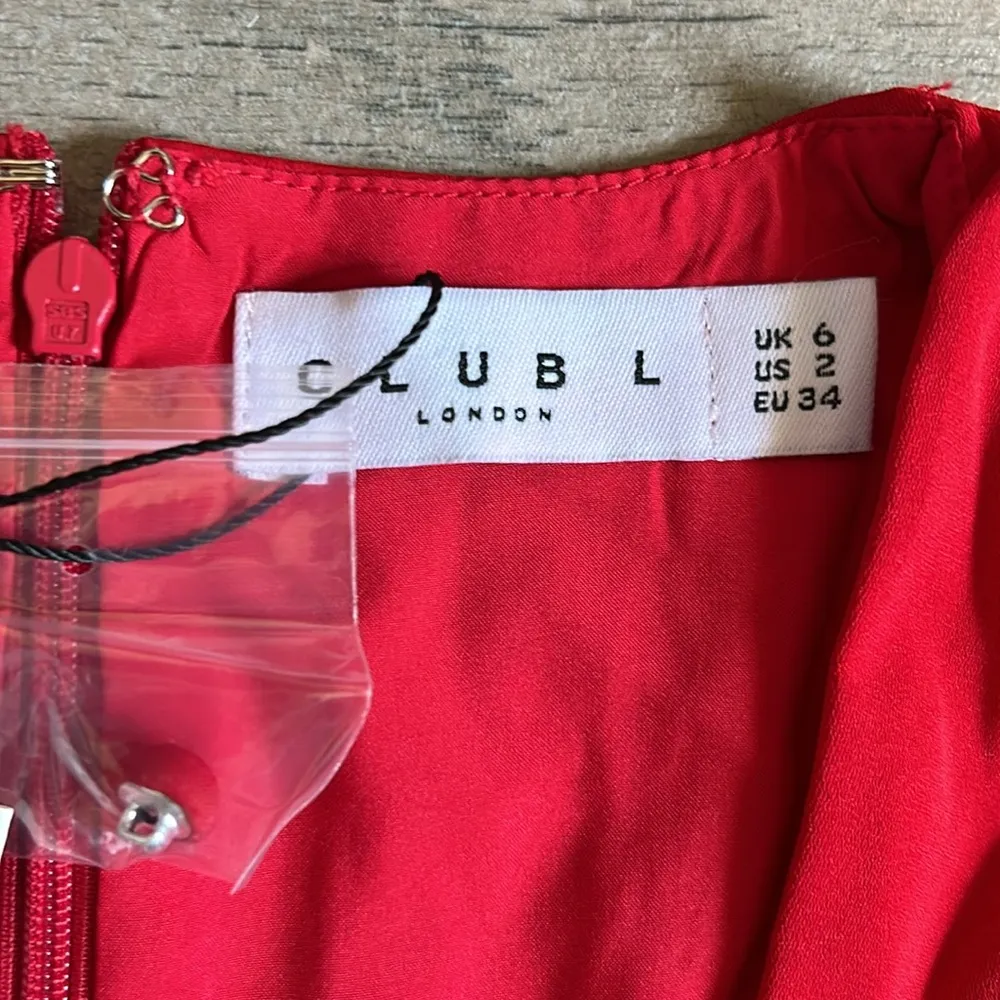 CLUB L
LONDON
UK 6
US 2
EU 34